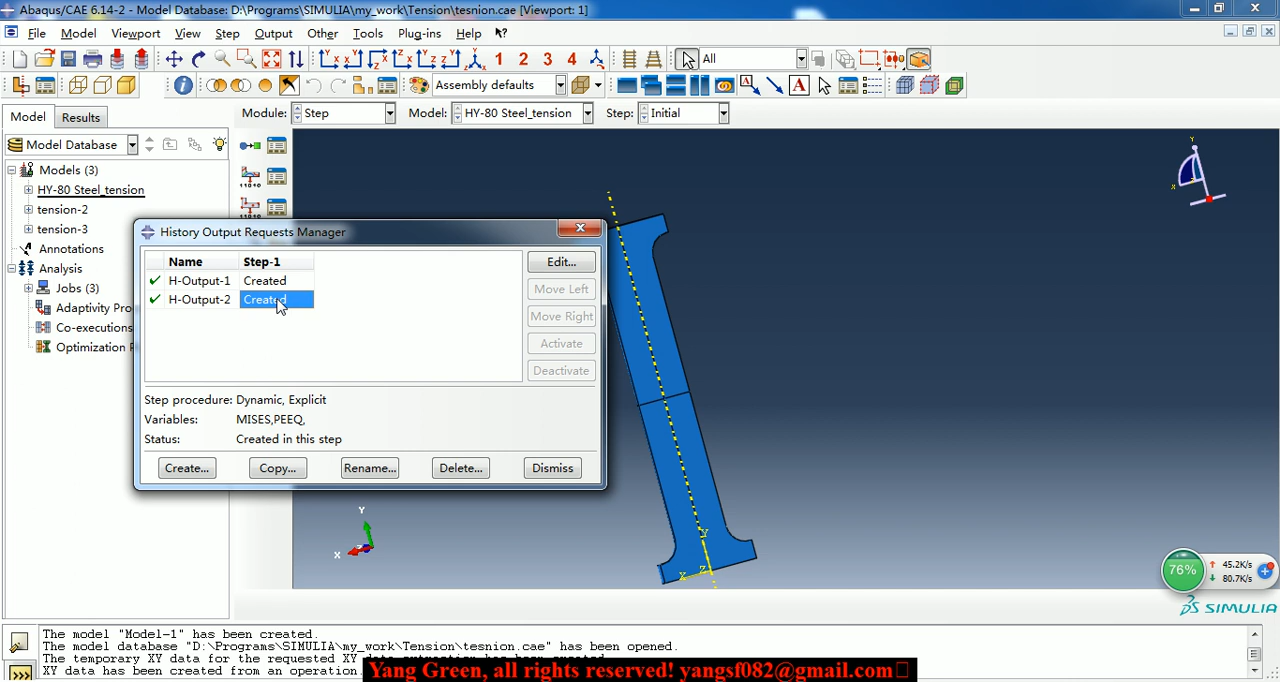 Abaqus/CAE 6.14-2 - Model Database: D:\Programs\SIMULIA\my_work\Tension\tesnion.cae [Viewport: 1]
File Model Viewport View Step Output Other Tools Plug-ins Help
1 2 3 4 All
Assembly defaults
Model Results Module: Step Model: HY-80 Steel_tension Step: Initial
Model Database
Models (3)
HY-80 Steel_tension
tension-2
tension-3
Annotations
Analysis
Jobs (3)
Adaptivity Pro
Co-executions
Optimization
History Output Requests Manager
Name Step-1
H-Output-1 Created
H-Output-2 Created
Edit...
Move Left
Move Right
Activate
Deactivate
Step procedure: Dynamic, Explicit
Variables: MISES,PEEQ,
Status: Created in this step
Create... Copy... Rename... Delete... Dismiss
Y
X
Y
X
Z
Y
X
76%
45.2K/s
80.7K/s
SIMULIA
The model "Model-1" has been created.
The model database "D:\Programs\SIMULIA\my_work\Tension\tesnion.cae" has been opened.
The temporary XY data for the requested XY
XY data has been created from an operation.
Yang Green, all rights reserved! yangsf082@gmail.com